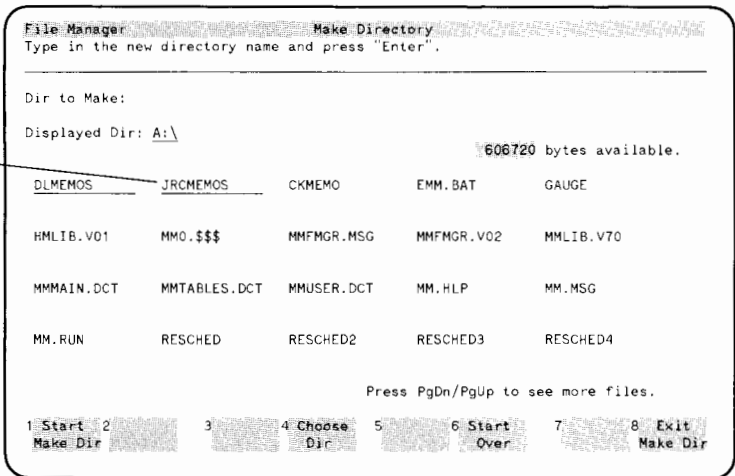 File Manager Make Directory
Type in the new directory name and press "Enter".
Dir to Make:
Displayed Dir: A:\
606720 bytes available.
DLMEMOS JRCMEMOS CKMEMO EMM.BAT GAUGE
HMLIB.V01 MM0.$$$ MMFMGR.MSG MMFMGR.V02 MMLIB.V70
MMMAIN.DCT MMTABLES.DCT MMUSER.DCT MM.HLP MM.MSG
MM.RUN RESCHED RESCHED2 RESCHED3 RESCHED4
Press PgDn/PgUp to see more files.
1 Start 2 3 4 Choose 5 6 Start 7 8 Exit
Make Dir Dir Over Make Dir